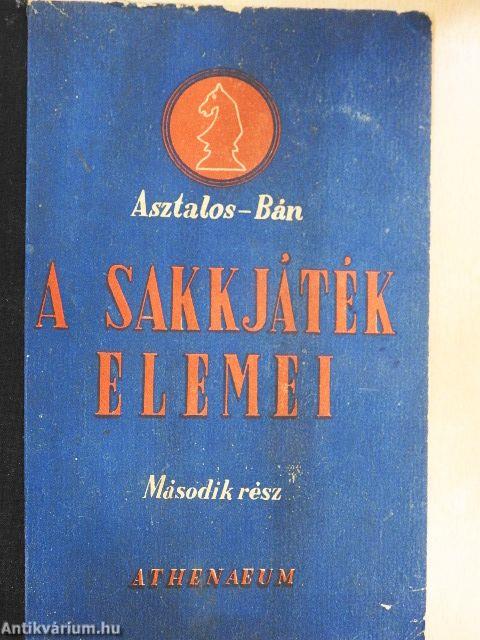 Asztalos-Bán
A SAKKJÁTÉK
ELEMEI
Második rész
ATHENAEUM
Antikvárium.hu